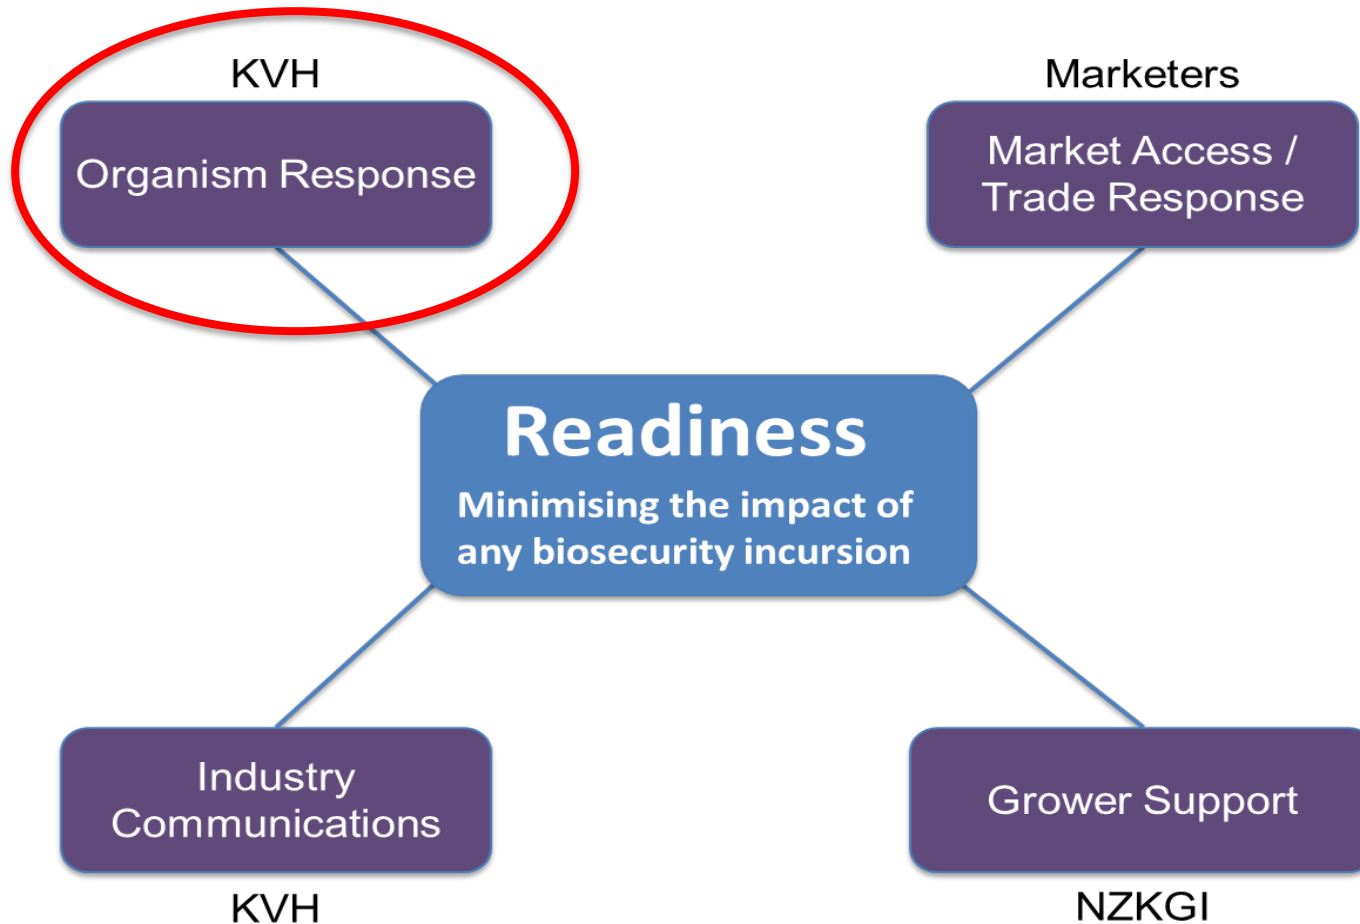 KVH
Organism Response
Marketers
Market Access /
Trade Response
Readiness
Minimising the impact of
any biosecurity incursion
Industry
Communications
KVH
Grower Support
NZKGI